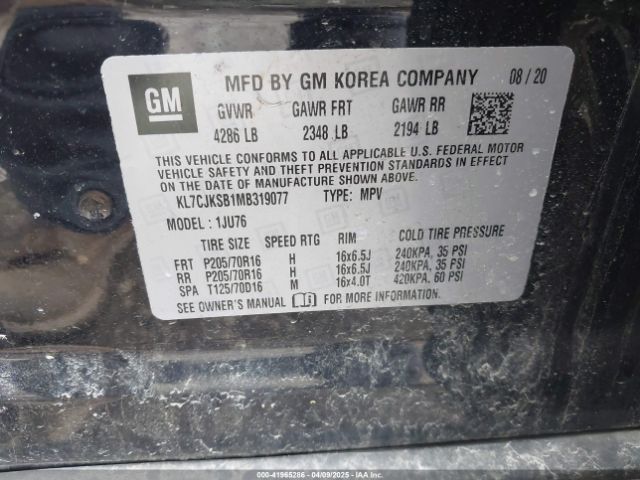 GM
MFD BY GM KOREA COMPANY 08/20
GVWR GAWR FRT GAWR RR
4286 LB 2348 LB 2194 LB
THIS VEHICLE CONFORMS TO ALL APPLICABLE U.S. FEDERAL MOTOR
VEHICLE SAFETY AND THEFT PREVENTION STANDARDS IN EFFECT
ON THE DATE OF MANUFACTURE SHOWN ABOVE.
KL7CJKSB1MB319077 TYPE: MPV
MODEL: 1JU76
TIRE SIZE SPEED RTG RIM COLD TIRE PRESSURE
FRT P205/70R16 H 16x6.5J 240KPA, 35 PSI
RR P205/70R16 H 16x6.5J 240KPA, 35 PSI
SPA T125/70D16 M 16x4.0T 420KPA, 60 PSI
SEE OWNER'S MANUAL FOR MORE INFORMATION.
000-41965286 - 04/09/2025 - IAAI.COM